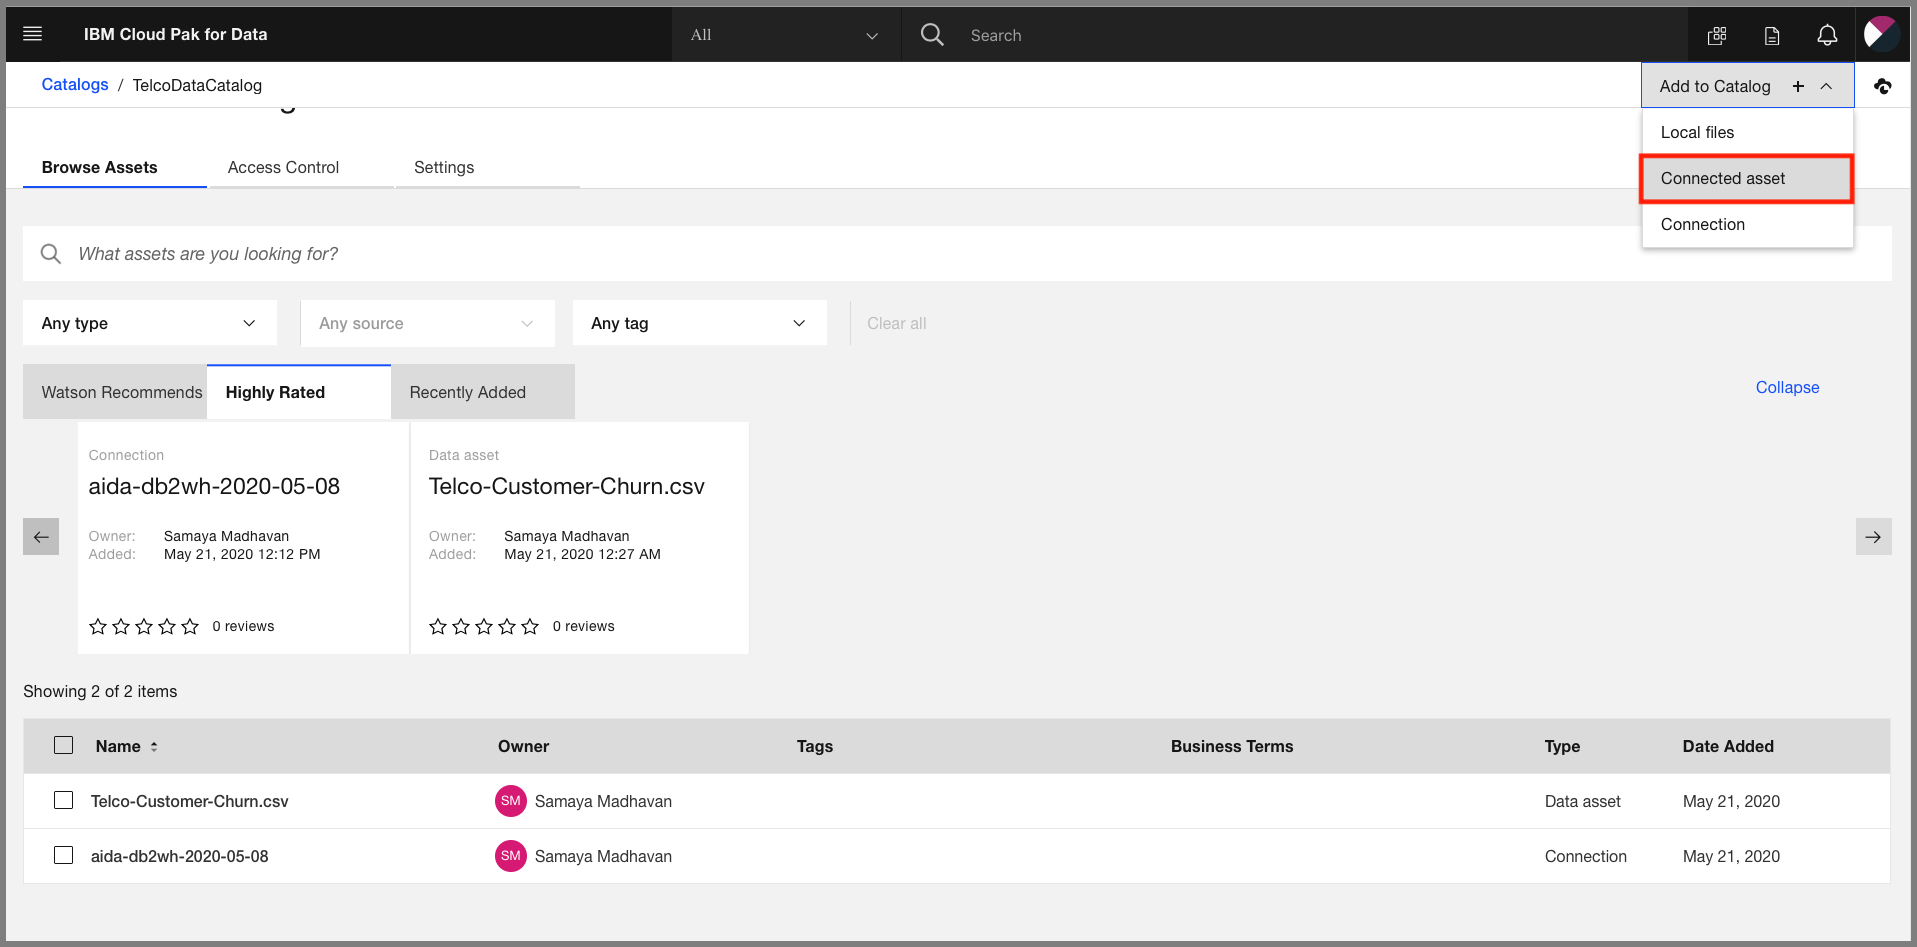 IBM Cloud Pak for Data
All
Search
Catalogs / TelcoDataCatalog
Add to Catalog +
Local files
Connected asset
Connection
Browse Assets
Access Control
Settings
What assets are you looking for?
Any type
Any source
Any tag
Clear all
Watson Recommends
Highly Rated
Recently Added
Collapse
Connection
aida-db2wh-2020-05-08
Owner: Samaya Madhavan
Added: May 21, 2020 12:12 PM
0 reviews
Data asset
Telco-Customer-Churn.csv
Owner: Samaya Madhavan
Added: May 21, 2020 12:27 AM
0 reviews
Showing 2 of 2 items
Name Owner Tags Business Terms Type Date Added
Telco-Customer-Churn.csv SM Samaya Madhavan Data asset May 21, 2020
aida-db2wh-2020-05-08 SM Samaya Madhavan Connection May 21, 2020